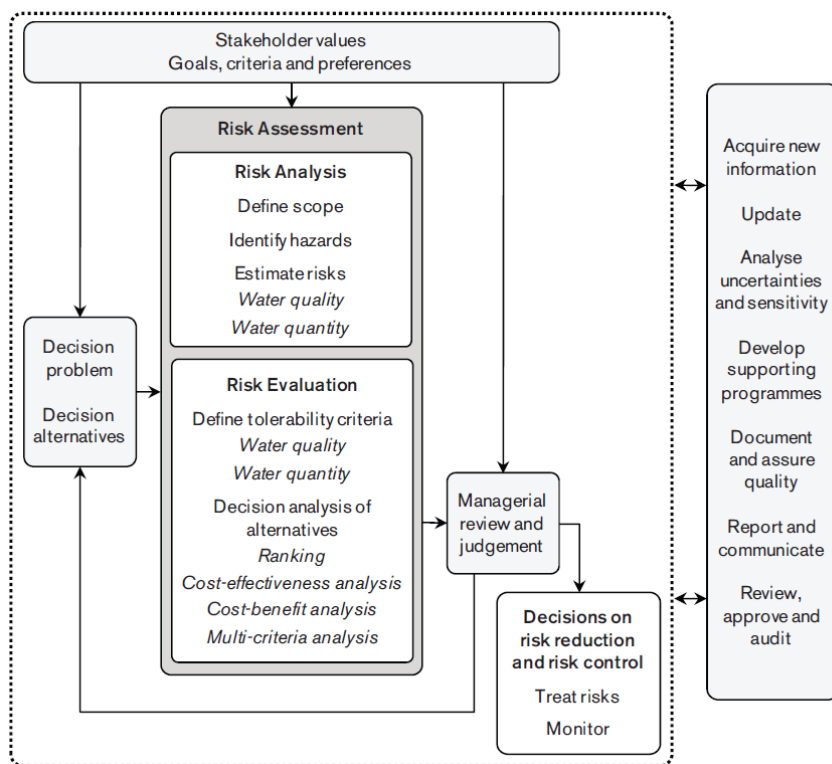 Stakeholder values
Goals, criteria and preferences
Risk Assessment
Risk Analysis
Define scope
Identify hazards
Estimate risks
Water quality
Water quantity
Decision
problem
Decision
alternatives
Risk Evaluation
Define tolerability criteria
Water quality
Water quantity
Decision analysis of
alternatives
Ranking
Cost-effectiveness analysis
Cost-benefit analysis
Multi-criteria analysis
Managerial
review and
judgement
Decisions on
risk reduction
and risk control
Treat risks
Monitor
Acquire new
information
Update
Analyse
uncertainties
and sensitivity
Develop
supporting
programmes
Document
and assure
quality
Report and
communicate
Review,
approve and
audit